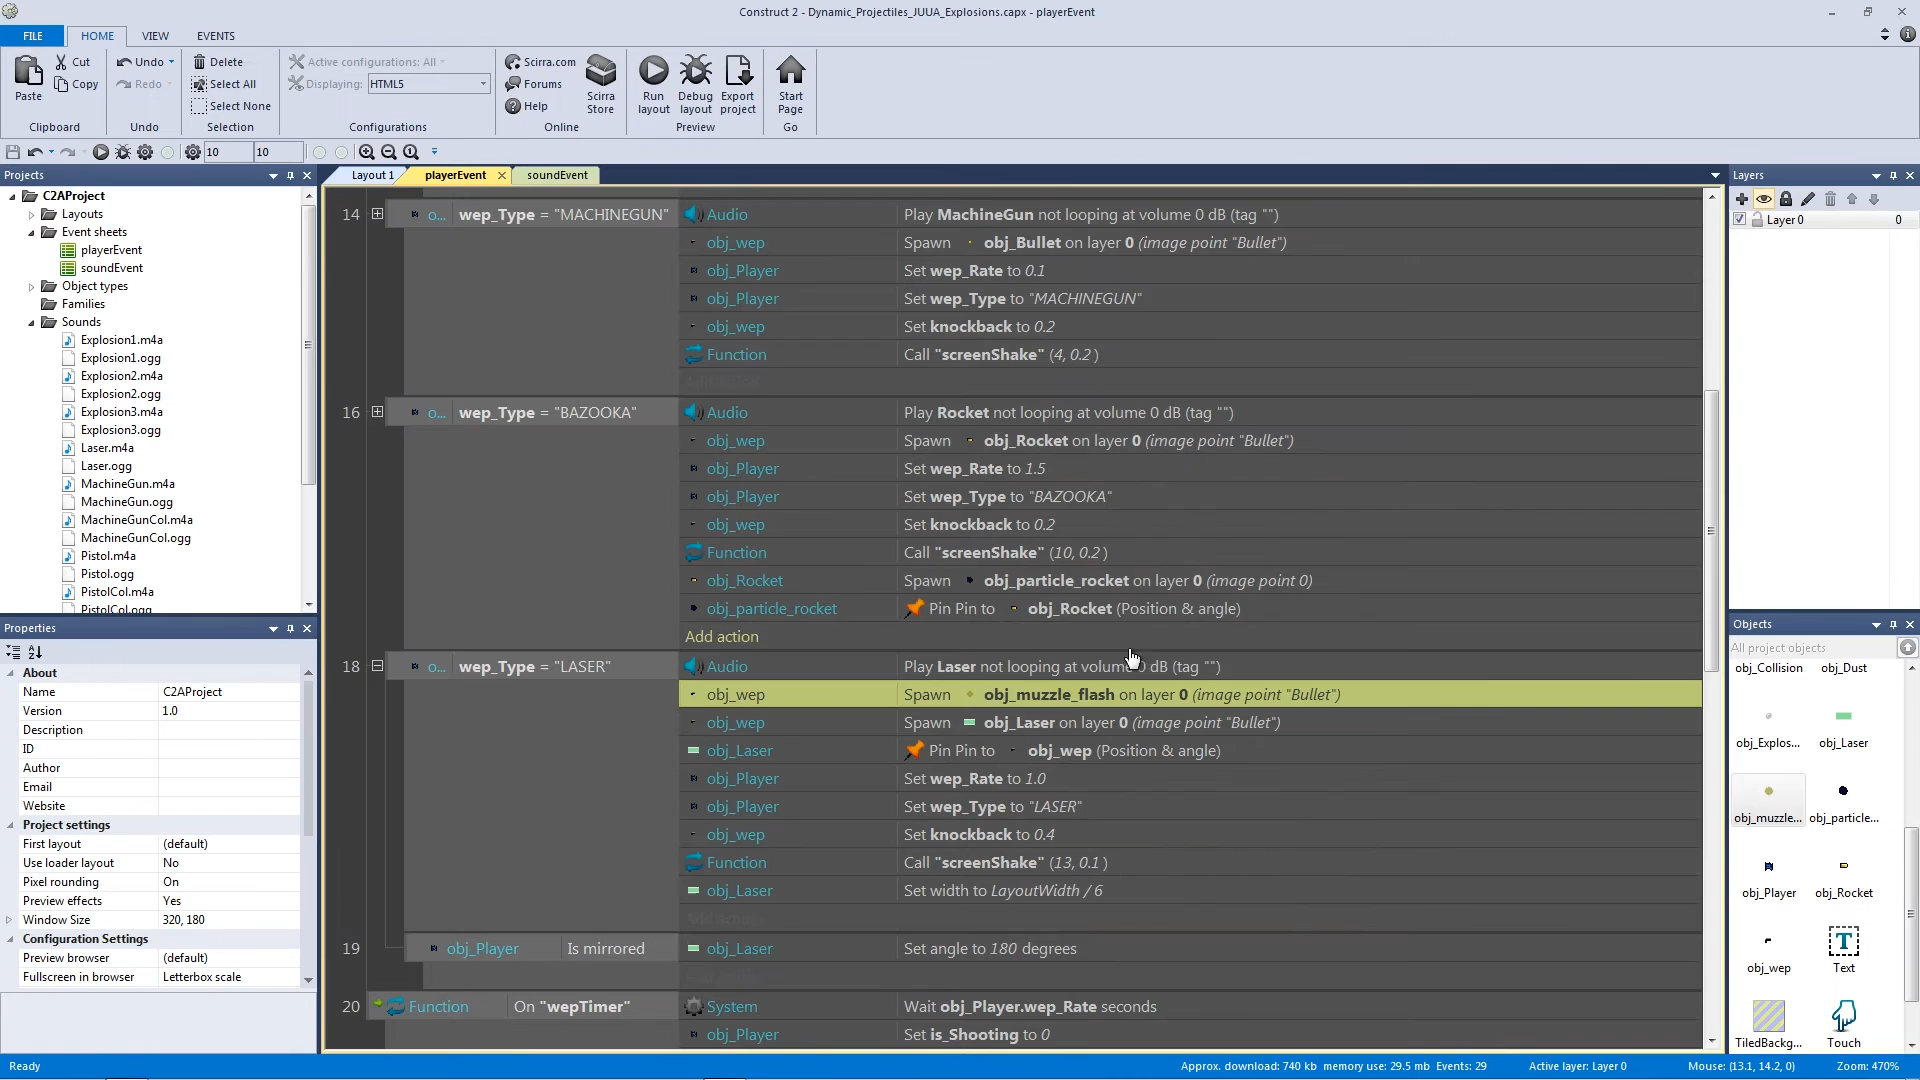 Construct 2 - Dynamic_Projectiles_JUUA_Explosions.capx - playerEvent
FILE HOME VIEW EVENTS
Paste
Cut
Copy
Clipboard
Undo
Redo
Undo
Delete
Select All
Select None
Selection
Active configurations: All
Displaying: HTML5
Configurations
Scirra.com
Forums
Help
Scirra Store
Online
Run layout
Debug layout
Export project
Preview
Start Page
Go
10 10
Projects
C2AProject
Layouts
Event sheets
playerEvent
soundEvent
Object types
Families
Sounds
Explosion1.m4a
Explosion1.ogg
Explosion2.m4a
Explosion2.ogg
Explosion3.m4a
Explosion3.ogg
Laser.m4a
Laser.ogg
MachineGun.m4a
MachineGun.ogg
MachineGunCol.m4a
MachineGunCol.ogg
Pistol.m4a
Pistol.ogg
PistolCol.m4a
PistolCol.ogg
Properties
About
Name C2AProject
Version 1.0
Description
ID
Author
Email
Website
Project settings
First layout (default)
Use loader layout No
Pixel rounding On
Preview effects Yes
Window Size 320, 180
Configuration Settings
Preview browser (default)
Fullscreen in browser Letterbox scale
Layout 1 playerEvent soundEvent
14 o... wep_Type = "MACHINEGUN" Audio Play MachineGun not looping at volume 0 dB (tag "")
obj_wep Spawn obj_Bullet on layer 0 (image point "Bullet")
obj_Player Set wep_Rate to 0.1
obj_Player Set wep_Type to "MACHINEGUN"
obj_wep Set knockback to 0.2
Function Call "screenShake" (4, 0.2 )
16 o... wep_Type = "BAZOOKA" Audio Play Rocket not looping at volume 0 dB (tag "")
obj_wep Spawn obj_Rocket on layer 0 (image point "Bullet")
obj_Player Set wep_Rate to 1.5
obj_Player Set wep_Type to "BAZOOKA"
obj_wep Set knockback to 0.2
Function Call "screenShake" (10, 0.2 )
obj_Rocket Spawn obj_particle_rocket on layer 0 (image point 0)
obj_particle_rocket Pin Pin to obj_Rocket (Position & angle)
Add action
18 o... wep_Type = "LASER" Audio Play Laser not looping at volume 0 dB (tag "")
obj_wep Spawn obj_muzzle_flash on layer 0 (image point "Bullet")
obj_wep Spawn obj_Laser on layer 0 (image point "Bullet")
obj_Laser Pin Pin to obj_wep (Position & angle)
obj_Player Set wep_Rate to 1.0
obj_Player Set wep_Type to "LASER"
obj_wep Set knockback to 0.4
Function Call "screenShake" (13, 0.1 )
obj_Laser Set width to LayoutWidth / 6
19 obj_Player Is mirrored obj_Laser Set angle to 180 degrees
20 Function On "wepTimer" System Wait obj_Player.wep_Rate seconds
obj_Player Set is_Shooting to 0
Layers
Layer 0 0
Objects
All project objects
obj_Collision obj_Dust
obj_Explos... obj_Laser
obj_muzzle... obj_particle...
obj_Player obj_Rocket
obj_wep Text
TiledBackg... Touch
Ready Approx. download: 740 kb memory use: 29.5 mb Events: 29 Active layer: Layer 0 Mouse: (13.1, 14.2, 0) Zoom: 470%